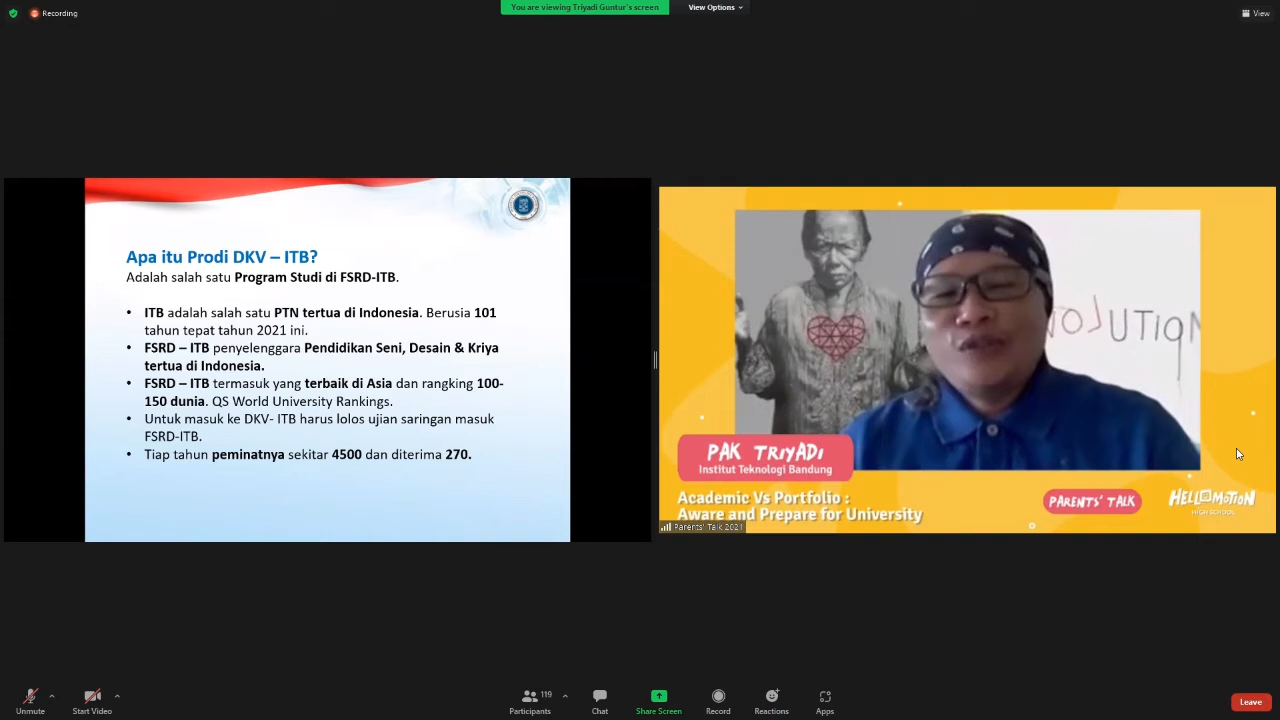 Recording
You are viewing Triyadi Guntur's screen
View Options
View
Apa itu Prodi DKV – ITB?
Adalah salah satu Program Studi di FSRD-ITB.
• ITB adalah salah satu PTN tertua di Indonesia. Berusia 101
tahun tepat tahun 2021 ini.
• FSRD – ITB penyelenggara Pendidikan Seni, Desain & Kriya
tertua di Indonesia.
• FSRD – ITB termasuk yang terbaik di Asia dan rangking 100-
150 dunia. QS World University Rankings.
• Untuk masuk ke DKV- ITB harus lolos ujian saringan masuk
FSRD-ITB.
• Tiap tahun peminatnya sekitar 4500 dan diterima 270.
PAK TRIYADI
Institut Teknologi Bandung
Academic Vs Portfolio :
Aware and Prepare for University
PARENTS' TALK
HELLOMOTION
HIGH SCHOOL
Parents' Talk 2021
Unmute
Start Video
119
Participants
Chat
Share Screen
Record
Reactions
Apps
Leave